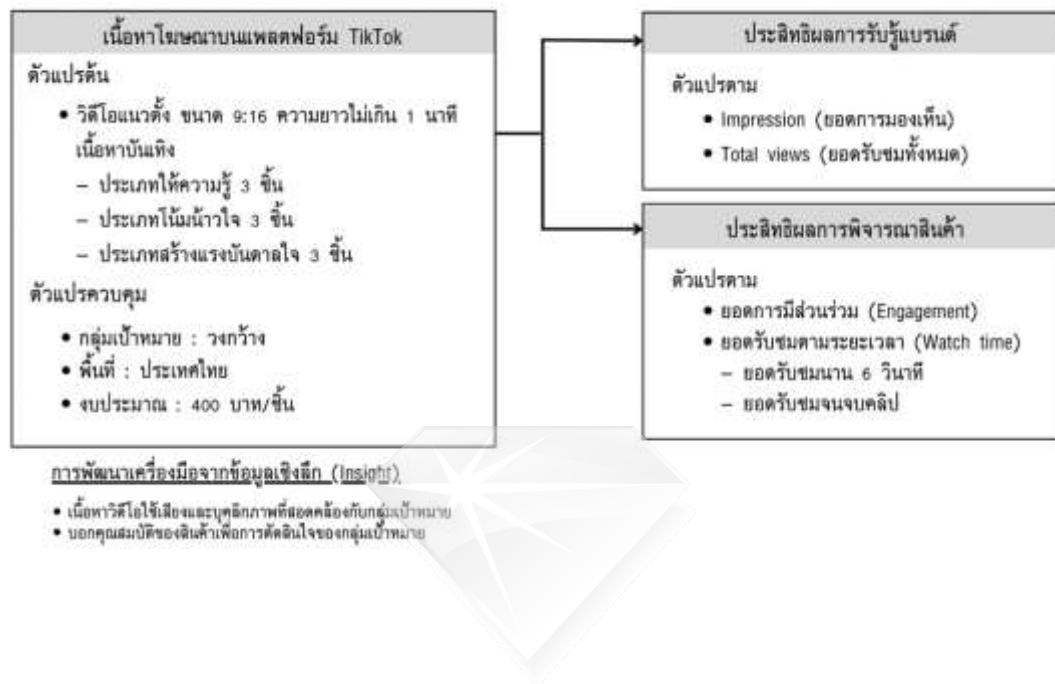 เนื้อหาโฆษณาบนแพลตฟอร์ม TikTok
ตัวแปรต้น
• วิดีโอแนวตั้ง ขนาด 9:16 ความยาวไม่เกิน 1 นาที
เนื้อหาบันเทิง
– ประเภทให้ความรู้ 3 ชิ้น
– ประเภทโน้มน้าวใจ 3 ชิ้น
– ประเภทสร้างแรงบันดาลใจ 3 ชิ้น
ตัวแปรควบคุม
• กลุ่มเป้าหมาย : วงกว้าง
• พื้นที่ : ประเทศไทย
• งบประมาณ : 400 บาท/ชิ้น
การพัฒนาเครื่องมือจากข้อมูลเชิงลึก (Insight)
• เนื้อหาวิดีโอใช้เสียงและบุคลิกภาพที่สอดคล้องกับกลุ่มเป้าหมาย
• บอกคุณสมบัติของสินค้าเพื่อการตัดสินใจของกลุ่มเป้าหมาย
ประสิทธิผลการรับรู้แบรนด์
ตัวแปรตาม
• Impression (ยอดการมองเห็น)
• Total views (ยอดรับชมทั้งหมด)
ประสิทธิผลการพิจารณาสินค้า
ตัวแปรตาม
• ยอดการมีส่วนร่วม (Engagement)
• ยอดรับชมตามระยะเวลา (Watch time)
– ยอดรับชมนาน 6 วินาที
– ยอดรับชมจนจบคลิป